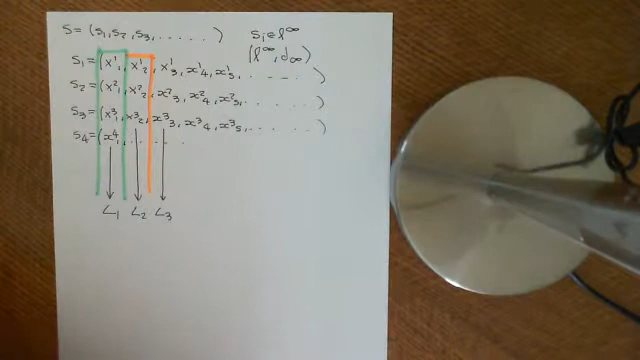 S = (s₁, s₂, s₃, ......) sᵢ ∈ ℓ^∞
(ℓ^∞, d_∞)
S₁ = (x¹₁, x¹₂, x¹₃, x¹₄, x¹₅, ......)
S₂ = (x²₁, x²₂, x²₃, x²₄, x²₅, ......)
S₃ = (x³₁, x³₂, x³₃, x³₄, x³₅, ......)
S₄ = (x⁴₁, ......
L₁ L₂ L₃